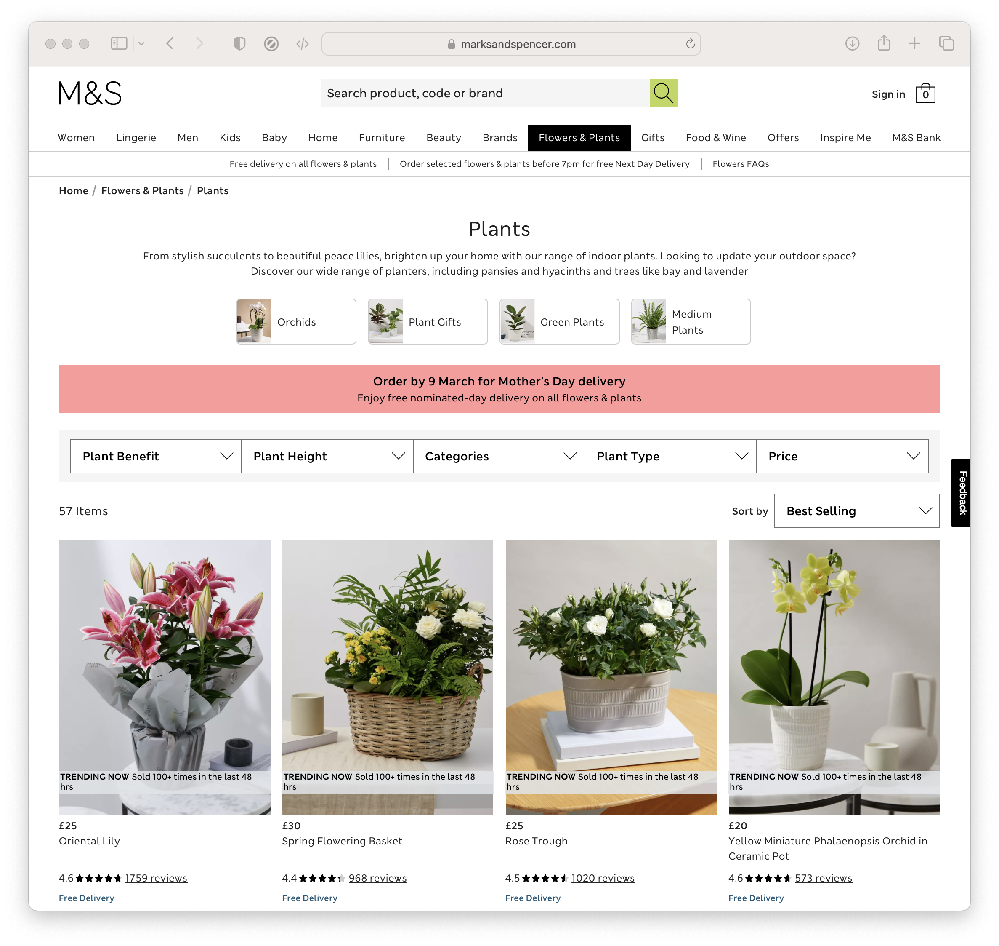 marksandspencer.com
M&S
Search product, code or brand
Sign in
0
Women
Lingerie
Men
Kids
Baby
Home
Furniture
Beauty
Brands
Flowers & Plants
Gifts
Food & Wine
Offers
Inspire Me
M&S Bank
Free delivery on all flowers & plants
Order selected flowers & plants before 7pm for free Next Day Delivery
Flowers FAQs
Home / Flowers & Plants / Plants
Plants
From stylish succulents to beautiful peace lilies, brighten up your home with our range of indoor plants. Looking to update your outdoor space?
Discover our wide range of planters, including pansies and hyacinths and trees like bay and lavender
Orchids
Plant Gifts
Green Plants
Medium
Plants
Order by 9 March for Mother's Day delivery
Enjoy free nominated-day delivery on all flowers & plants
Plant Benefit
Plant Height
Categories
Plant Type
Price
Feedback
57 Items
Sort by
Best Selling
TRENDING NOW Sold 100+ times in the last 48
hrs
£25
Oriental Lily
4.6
1759 reviews
Free Delivery
TRENDING NOW Sold 100+ times in the last 48
hrs
£30
Spring Flowering Basket
4.4
968 reviews
Free Delivery
TRENDING NOW Sold 100+ times in the last 48
hrs
£25
Rose Trough
4.5
1020 reviews
Free Delivery
TRENDING NOW Sold 100+ times in the last 48
hrs
£20
Yellow Miniature Phalaenopsis Orchid in
Ceramic Pot
4.6
573 reviews
Free Delivery